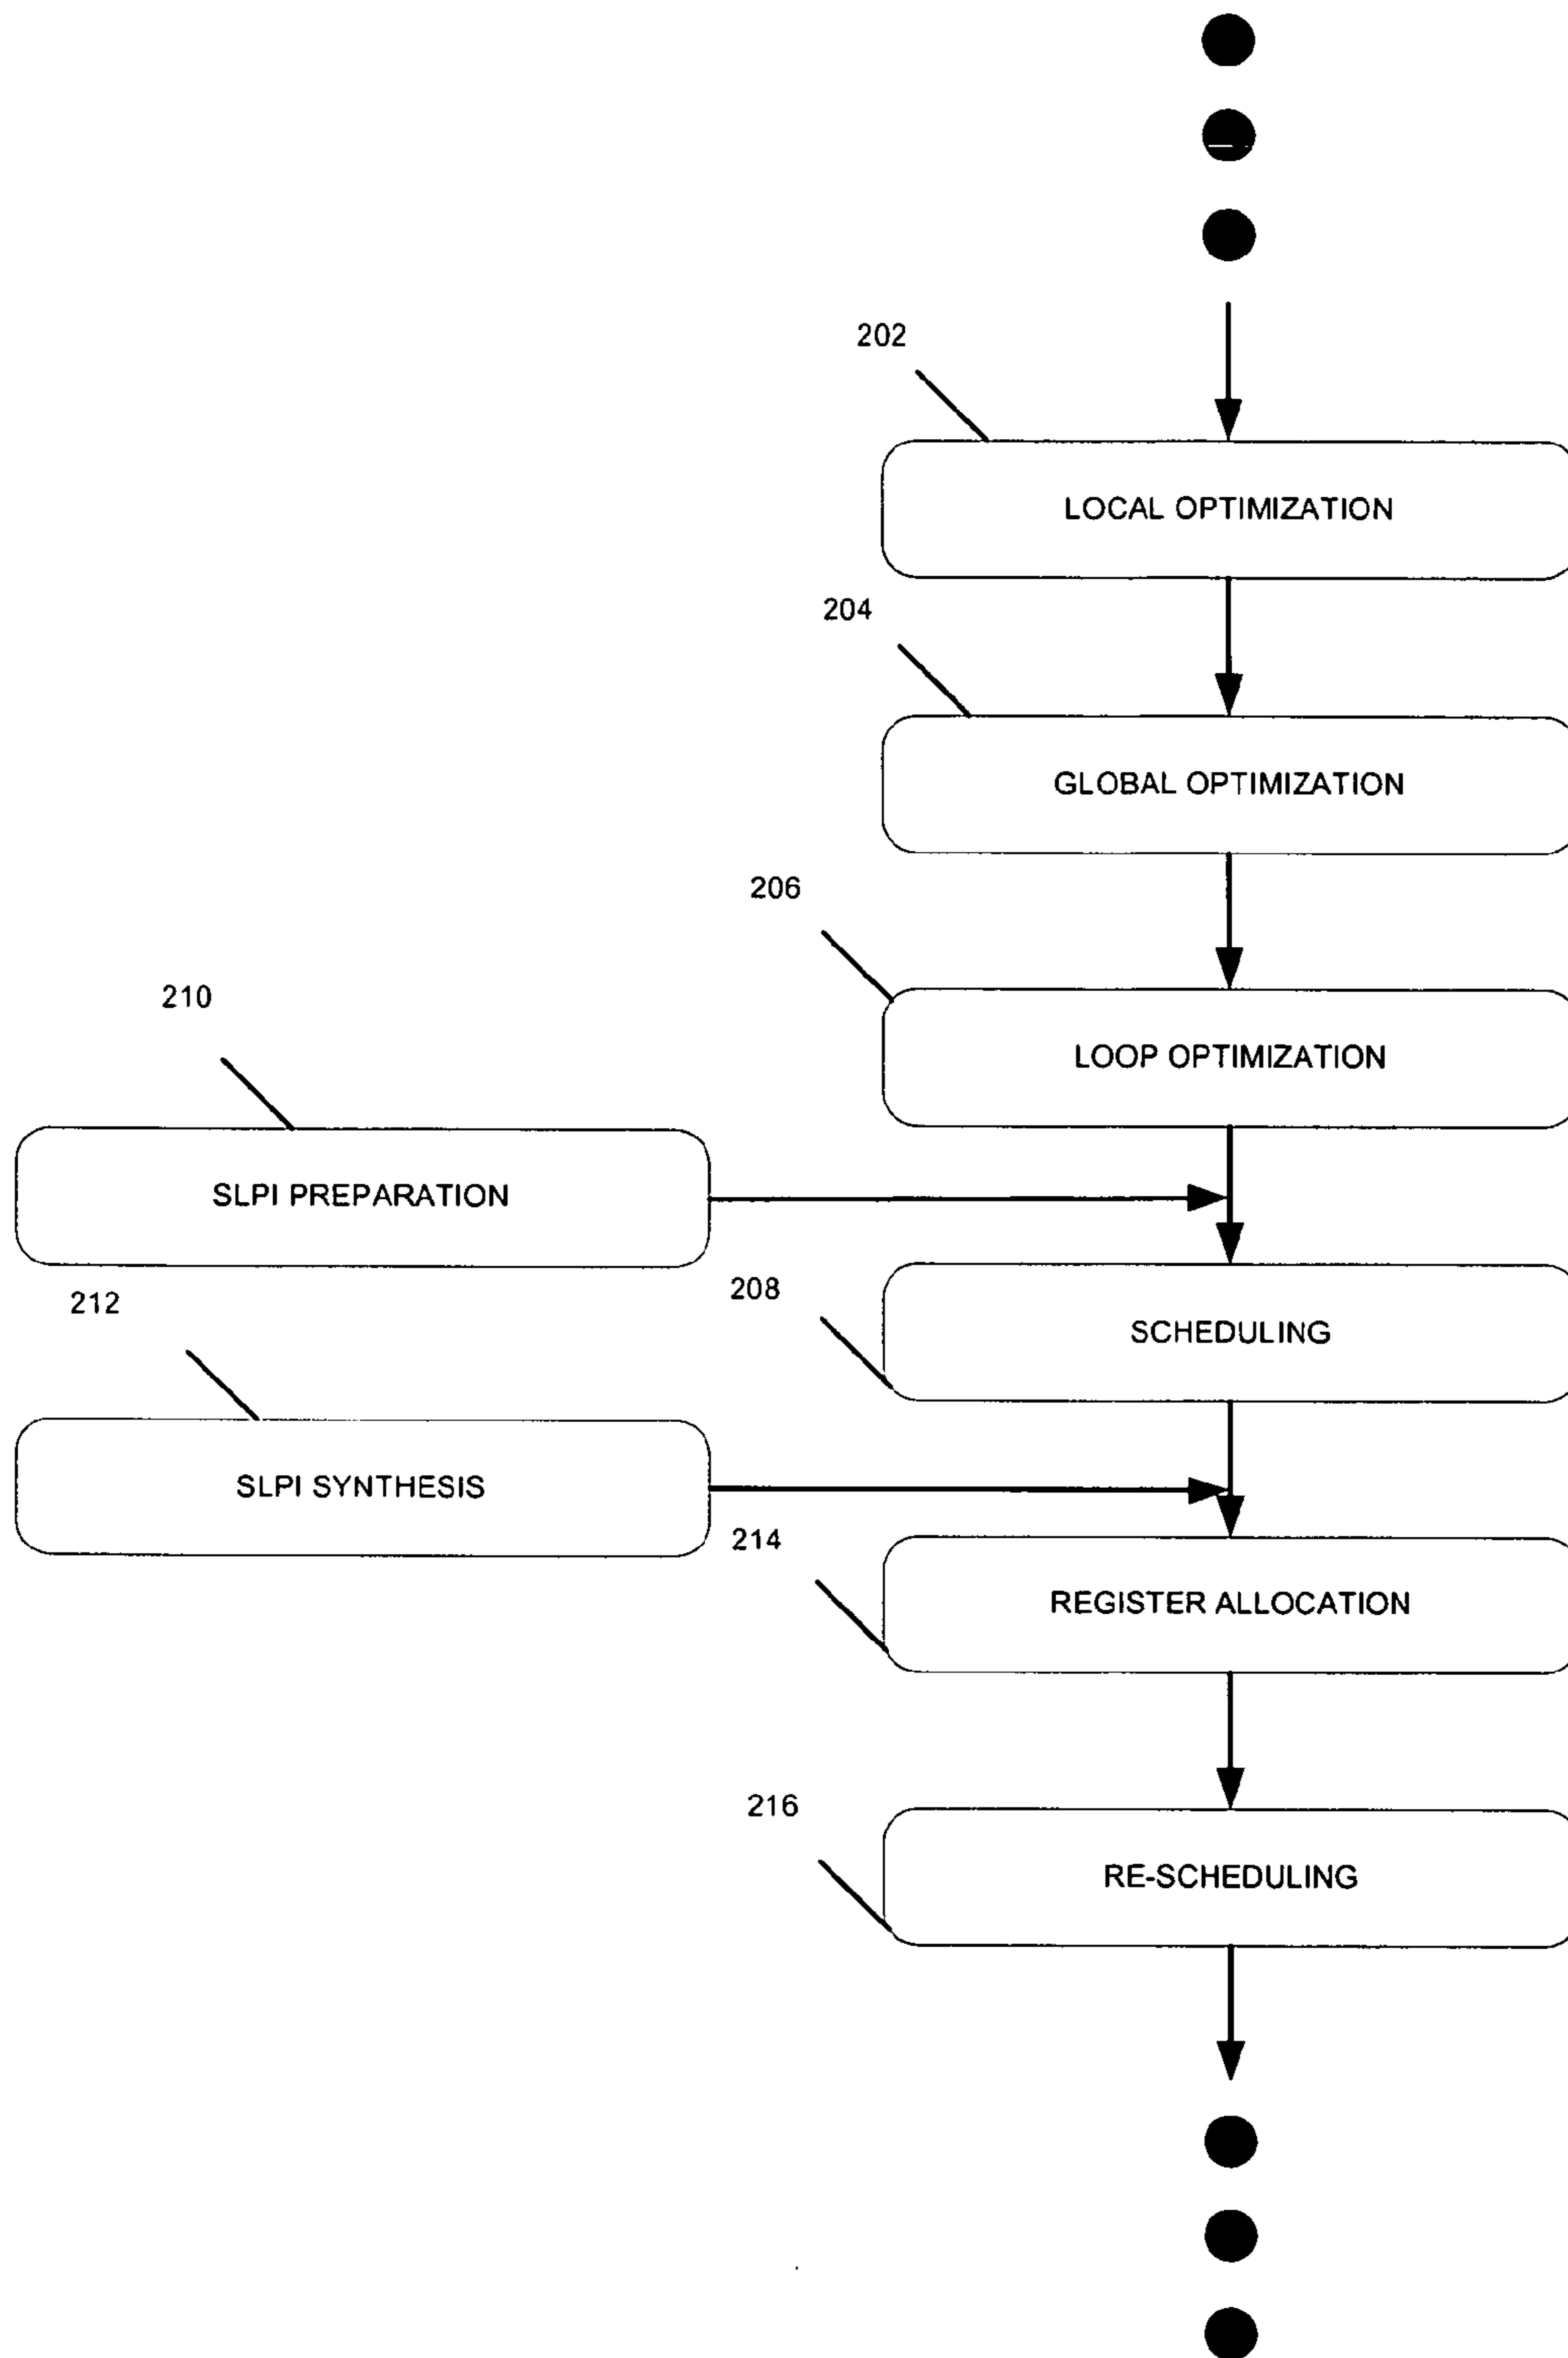 202
LOCAL OPTIMIZATION
204
GLOBAL OPTIMIZATION
206
LOOP OPTIMIZATION
210
SLPI PREPARATION
208
SCHEDULING
212
SLPI SYNTHESIS
214
REGISTER ALLOCATION
216
RE-SCHEDULING